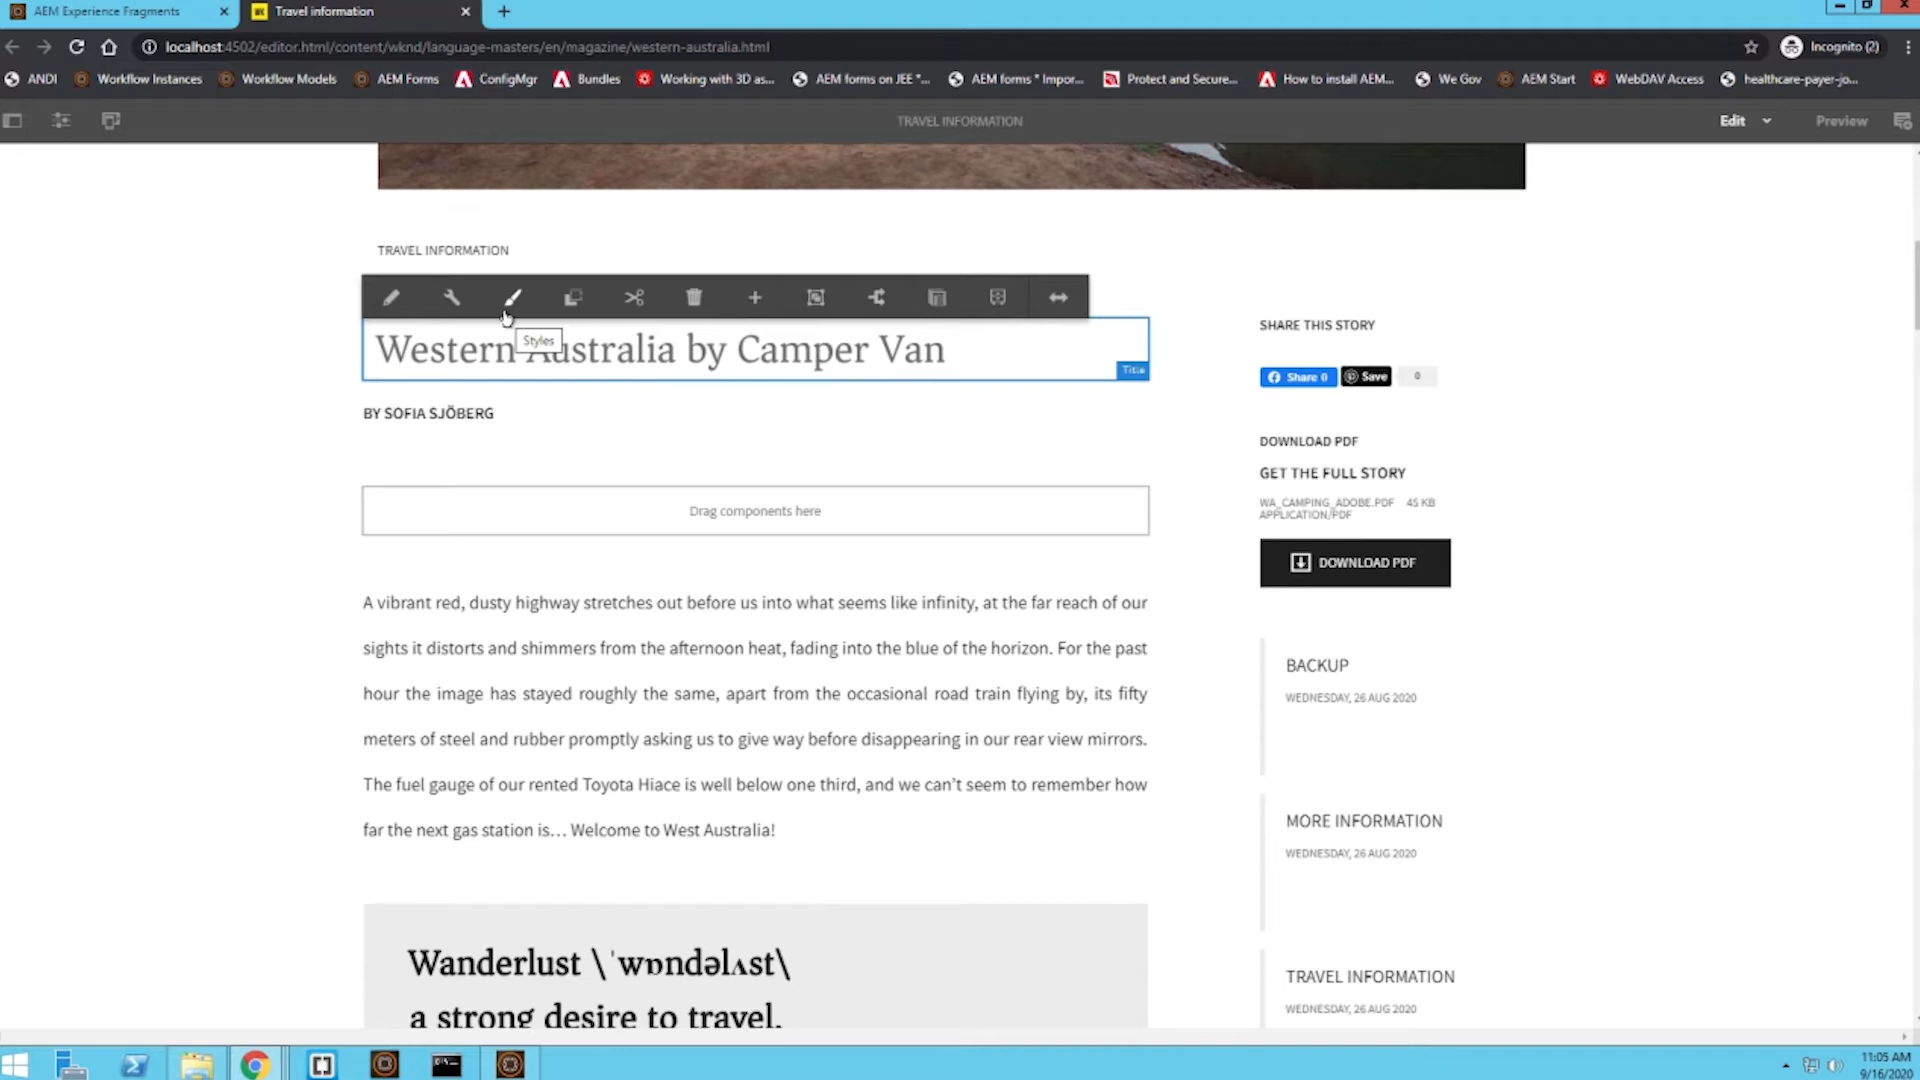 AEM Experience Fragments
Travel information
localhost:4502/editor.html/content/wknd/language-masters/en/magazine/western-australia.html
Incognito (2)
ANDI
Workflow Instances
Workflow Models
AEM Forms
ConfigMgr
Bundles
Working with 3D as...
AEM forms on JEE "...
AEM forms * Impor...
Protect and Secure...
How to install AEM...
We Gov
AEM Start
WebDAV Access
healthcare-payer-jo...
TRAVEL INFORMATION
Edit
Preview
TRAVEL INFORMATION
Western Australia by Camper Van
Styles
Title
BY SOFIA SJÖBERG
Drag components here
A vibrant red, dusty highway stretches out before us into what seems like infinity, at the far reach of our
sights it distorts and shimmers from the afternoon heat, fading into the blue of the horizon. For the past
hour the image has stayed roughly the same, apart from the occasional road train flying by, its fifty
meters of steel and rubber promptly asking us to give way before disappearing in our rear view mirrors.
The fuel gauge of our rented Toyota Hiace is well below one third, and we can't seem to remember how
far the next gas station is... Welcome to West Australia!
Wanderlust \ˈwɒndəlʌst\
a strong desire to travel.
SHARE THIS STORY
Share 0
Save
0
DOWNLOAD PDF
GET THE FULL STORY
WA_CAMPING_ADOBE.PDF 45 KB
APPLICATION/PDF
DOWNLOAD PDF
BACKUP
WEDNESDAY, 26 AUG 2020
MORE INFORMATION
WEDNESDAY, 26 AUG 2020
TRAVEL INFORMATION
WEDNESDAY, 26 AUG 2020
11:05 AM
9/16/2020